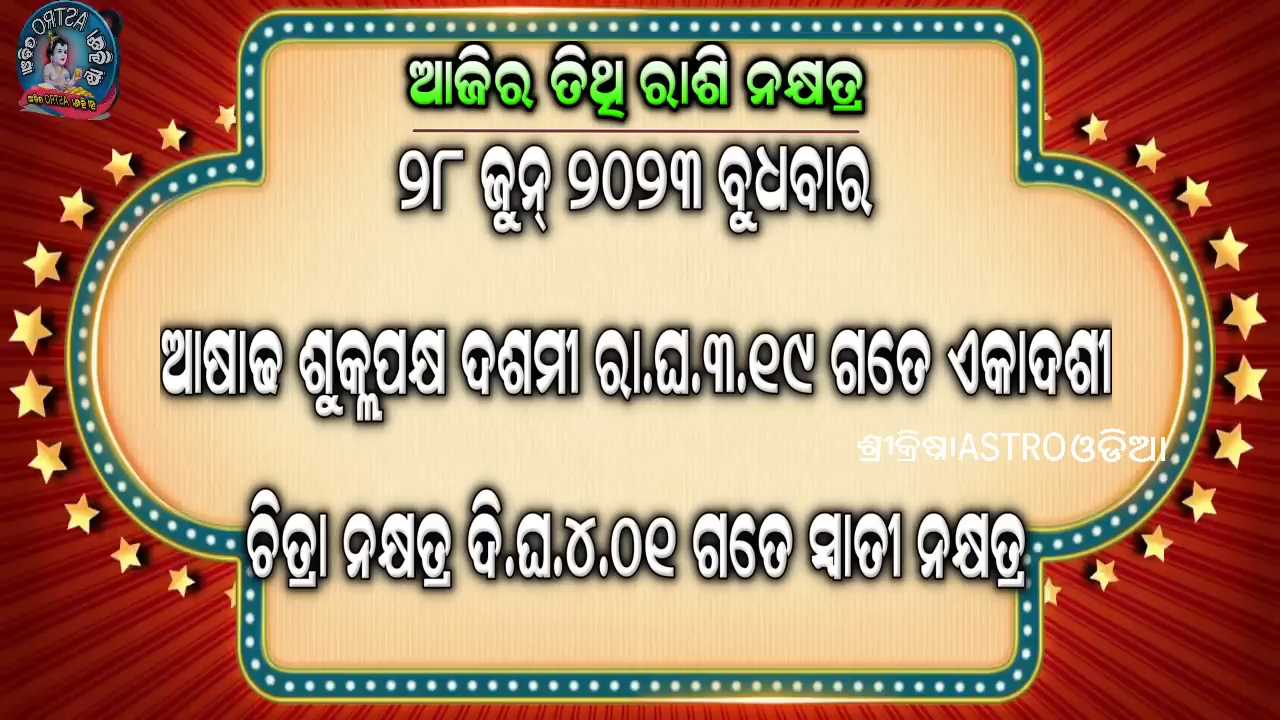 ଆଜିର ତିଥି ରାଶି ନକ୍ଷତ୍ର
୨୮ ଜୁନ୍ ୨୦୨୩ ବୁଧବାର
ଆଷାଢ ଶୁକ୍ଳପକ୍ଷ ଦଶମୀ ରା.ଘ.୩.୧୯ ଗତେ ଏକାଦଶୀ
ଶ୍ରୀକ୍ରିଷ୍ନା ASTRO ଓଡିଆ
ଚିତ୍ରା ନକ୍ଷତ୍ର ଦି.ଘ.୪.୦୧ ଗତେ ସ୍ୱାତୀ ନକ୍ଷତ୍ର